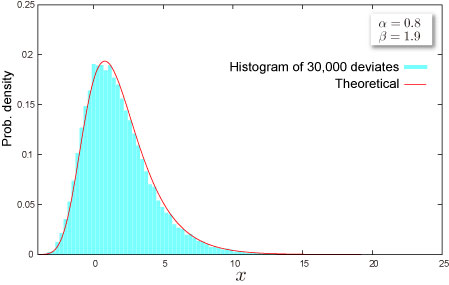 0.25
α = 0.8
β = 1.9
0.2
Histogram of 30,000 deviates
Theoretical
0.15
Prob. density
0.1
0.05
0
0 5 10 15 20 25
x